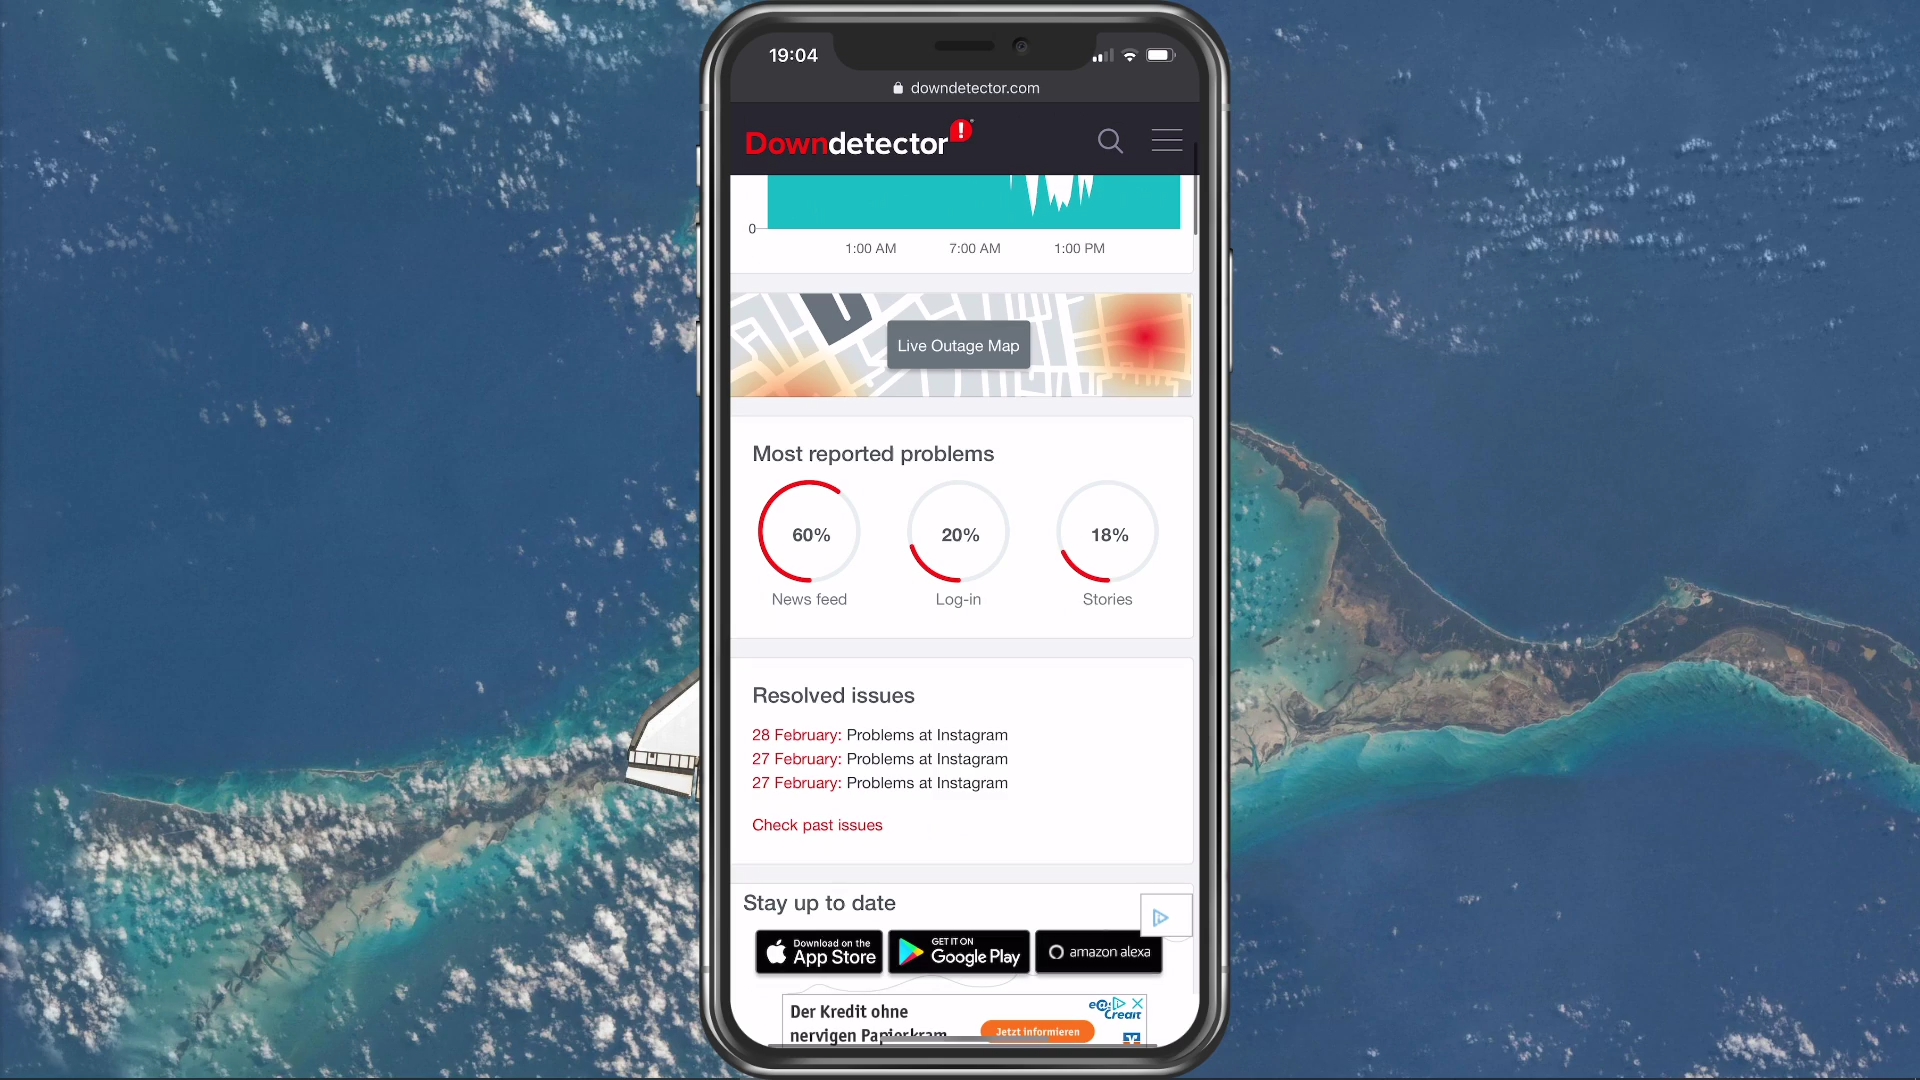 19:04
downdetector.com
Downdetector!
0
1:00 AM 7:00 AM 1:00 PM
Live Outage Map
Most reported problems
60% 20% 18%
News feed Log-in Stories
Resolved issues
28 February: Problems at Instagram
27 February: Problems at Instagram
27 February: Problems at Instagram
Check past issues
Stay up to date
Download on the
App Store
GET IT ON
Google Play
amazon alexa
Der Kredit ohne
nervigen Papierkram
Jetzt informieren
Credit